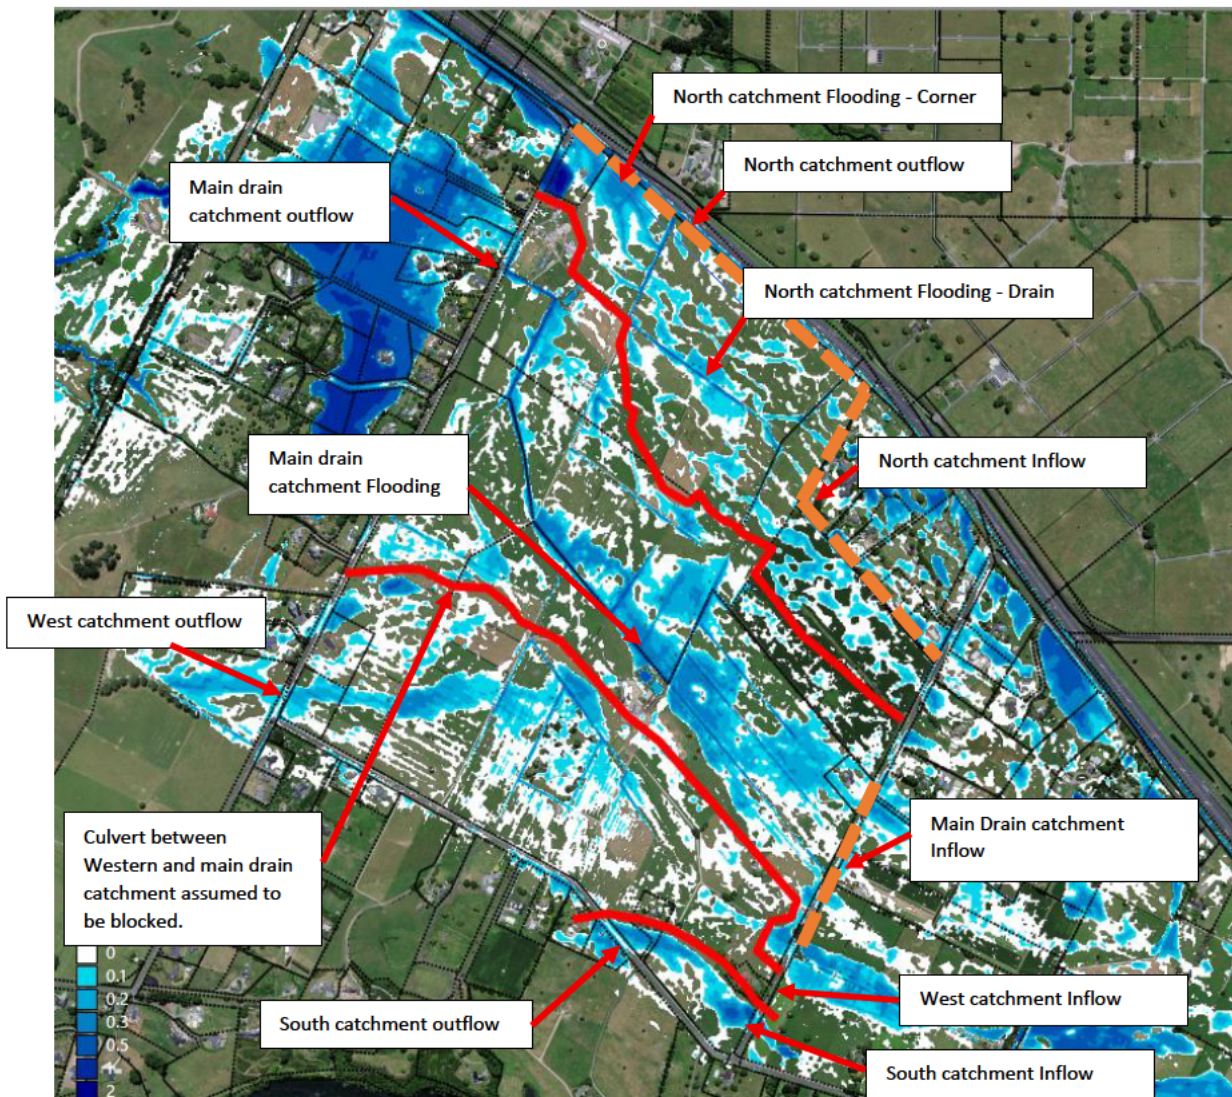 North catchment Flooding - Corner
North catchment outflow
Main drain
catchment outflow
North catchment Flooding - Drain
Main drain
catchment Flooding
North catchment Inflow
West catchment outflow
Culvert between
Western and main drain
catchment assumed to
be blocked.
Main Drain catchment
Inflow
0
0.1
0.2
0.3
0.5
1
2
West catchment Inflow
South catchment outflow
South catchment Inflow